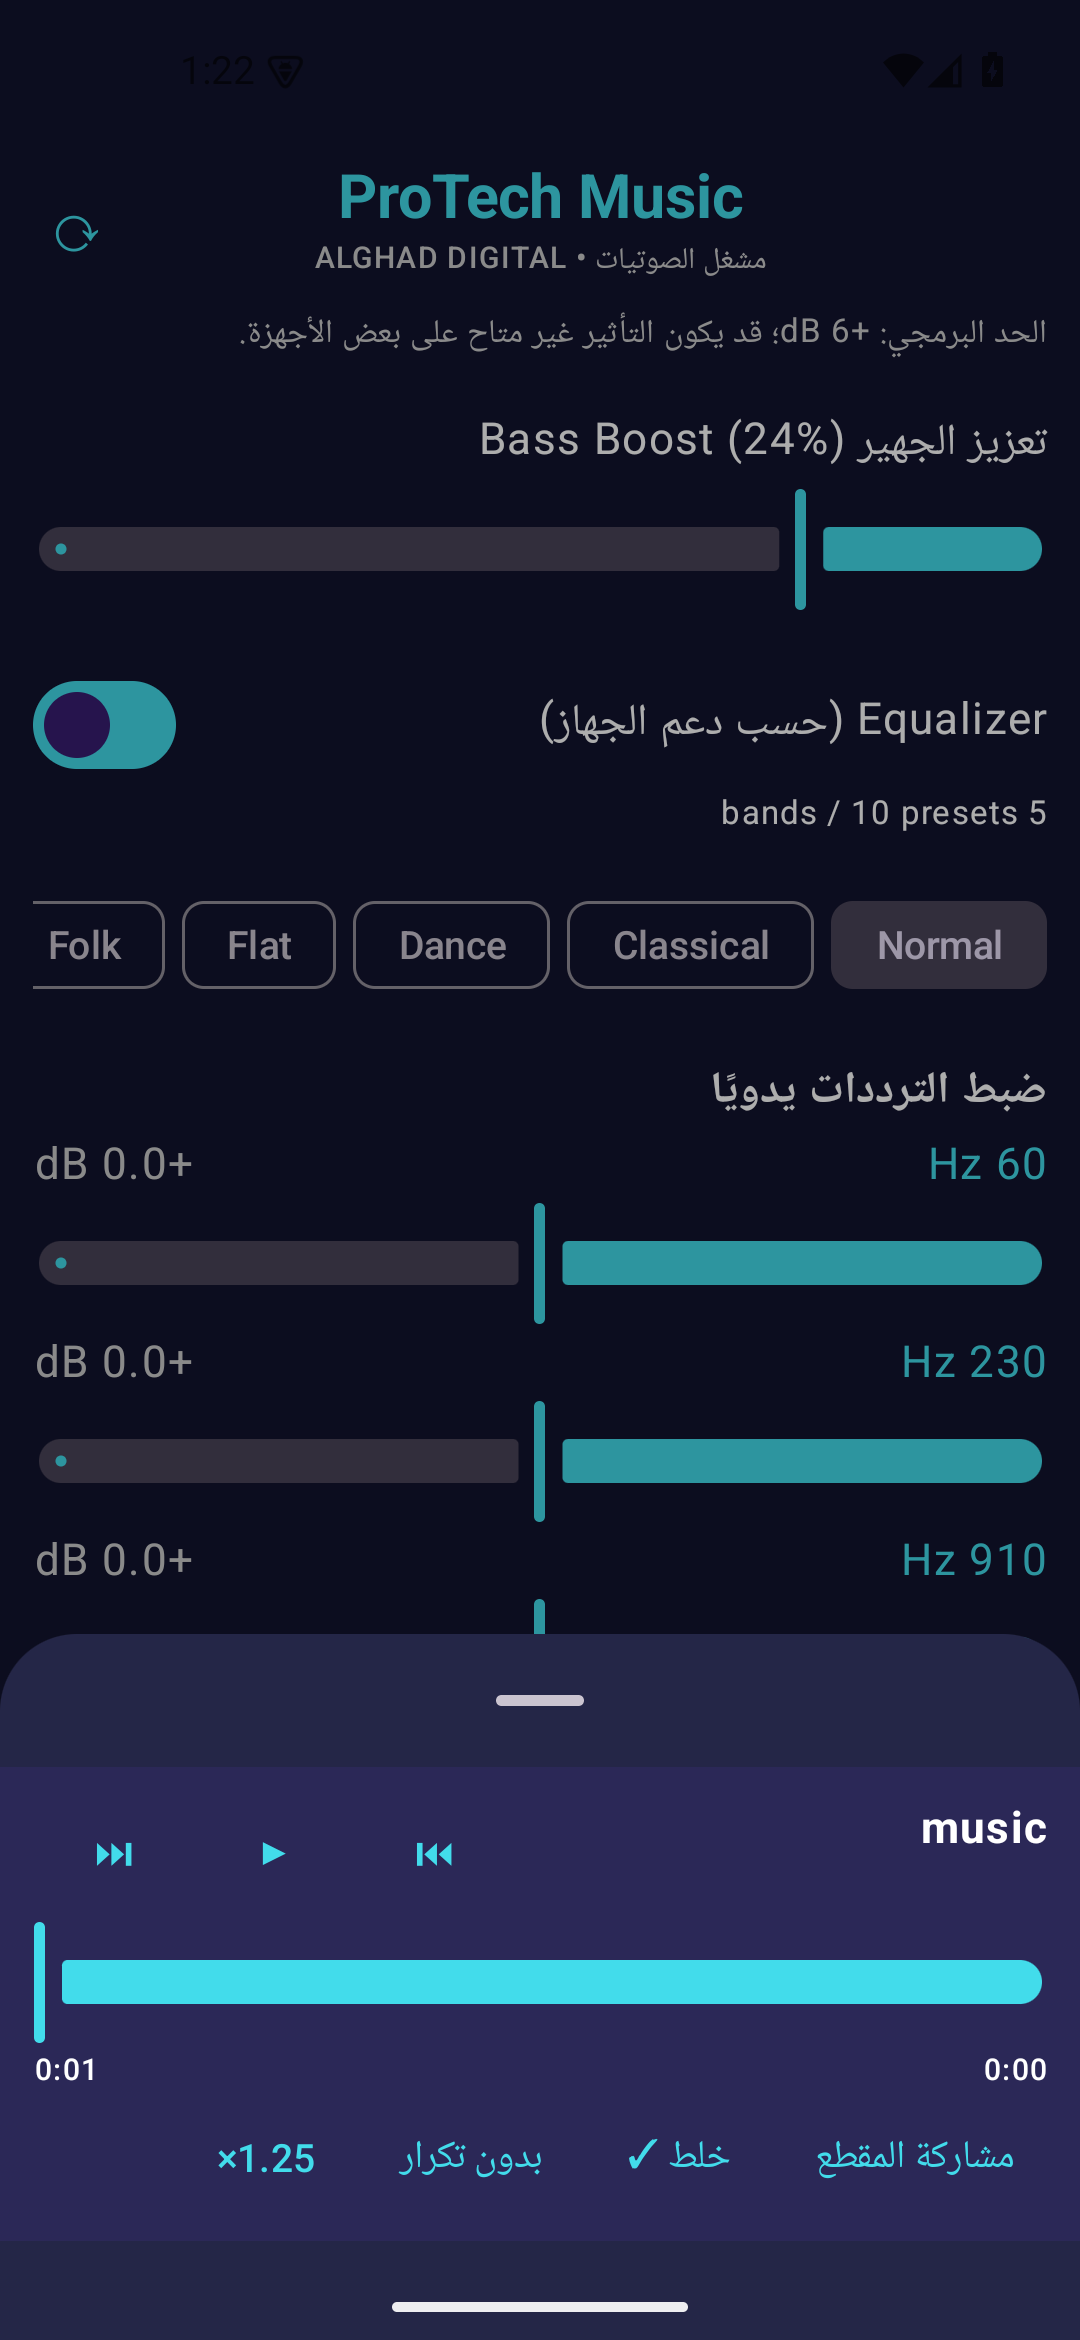 1:22
ProTech Music
ALGHAD DIGITAL • مشغل الصوتيات
الحد البرمجي: +6 dB؛ قد يكون التأثير غير متاح على بعض الأجهزة.
تعزيز الجهير Bass Boost (24%)
Equalizer (حسب دعم الجهاز)
bands / 10 presets 5
Normal
Classical
Dance
Flat
Folk
ضبط الترددات يدويًا
Hz 60
dB 0.0+
Hz 230
dB 0.0+
Hz 910
dB 0.0+
music
0:00
0:01
مشاركة المقطع
خلط ✓
بدون تكرار
×1.25